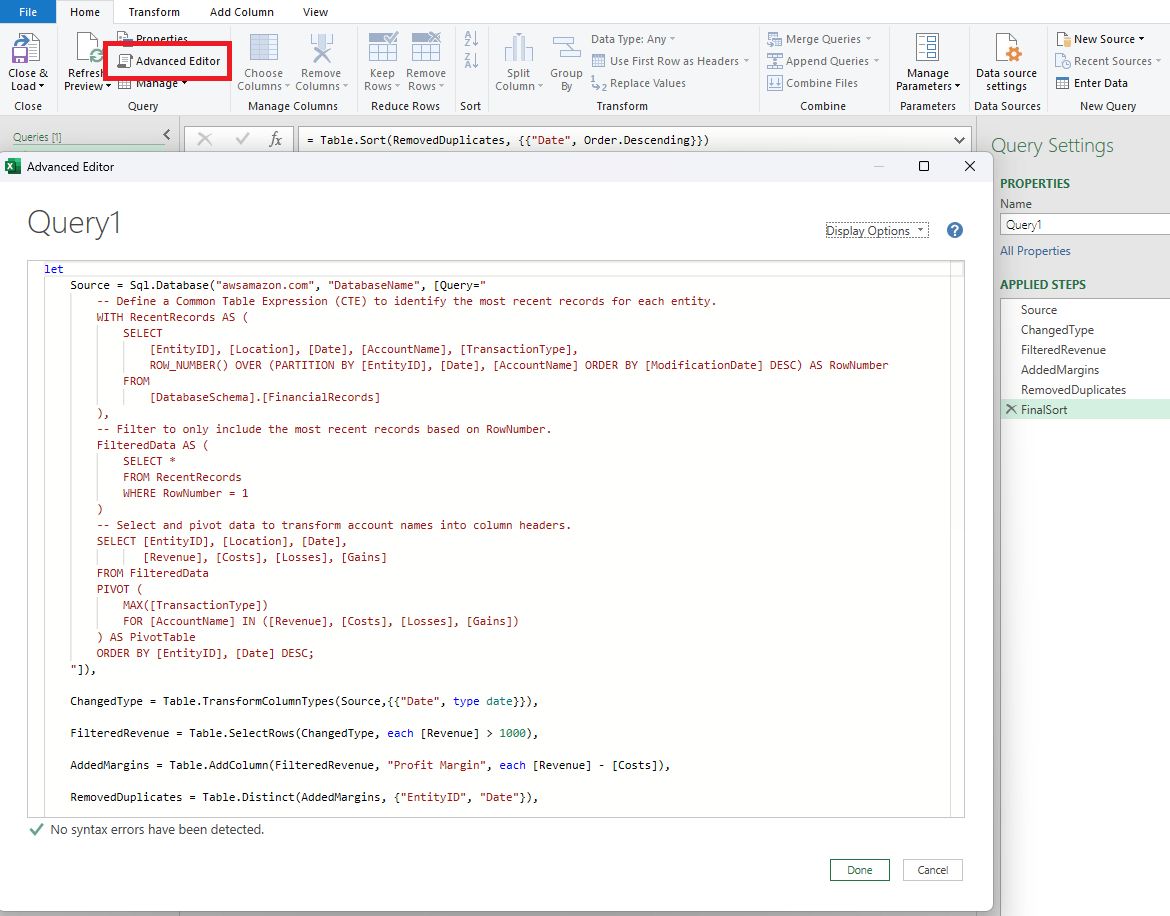 File Home Transform Add Column View
Close & Load
Close
Refresh Preview
Properties
Advanced Editor
Manage
Query
Choose Columns
Remove Columns
Manage Columns
Keep Rows
Remove Rows
Reduce Rows
Sort
Split Column
Group By
Data Type: Any
Use First Row as Headers
Replace Values
Transform
Merge Queries
Append Queries
Combine Files
Combine
Manage Parameters
Parameters
Data source settings
Data Sources
New Source
Recent Sources
Enter Data
New Query
Queries [1]
fx
= Table.Sort(RemovedDuplicates, {{"Date", Order.Descending}})
Advanced Editor
Query1
Display Options
?
let
Source = Sql.Database("awsamazon.com", "DatabaseName", [Query="
-- Define a Common Table Expression (CTE) to identify the most recent records for each entity.
WITH RecentRecords AS (
SELECT
[EntityID], [Location], [Date], [AccountName], [TransactionType],
ROW_NUMBER() OVER (PARTITION BY [EntityID], [Date], [AccountName] ORDER BY [ModificationDate] DESC) AS RowNumber
FROM
[DatabaseSchema].[FinancialRecords]
),
-- Filter to only include the most recent records based on RowNumber.
FilteredData AS (
SELECT *
FROM RecentRecords
WHERE RowNumber = 1
)
-- Select and pivot data to transform account names into column headers.
SELECT [EntityID], [Location], [Date],
[Revenue], [Costs], [Losses], [Gains]
FROM FilteredData
PIVOT (
MAX([TransactionType])
FOR [AccountName] IN ([Revenue], [Costs], [Losses], [Gains])
) AS PivotTable
ORDER BY [EntityID], [Date] DESC;
"]),
ChangedType = Table.TransformColumnTypes(Source,{{"Date", type date}}),
FilteredRevenue = Table.SelectRows(ChangedType, each [Revenue] > 1000),
AddedMargins = Table.AddColumn(FilteredRevenue, "Profit Margin", each [Revenue] - [Costs]),
RemovedDuplicates = Table.Distinct(AddedMargins, {"EntityID", "Date"}),
No syntax errors have been detected.
Done
Cancel
Query Settings
PROPERTIES
Name
Query1
All Properties
APPLIED STEPS
Source
ChangedType
FilteredRevenue
AddedMargins
RemovedDuplicates
FinalSort